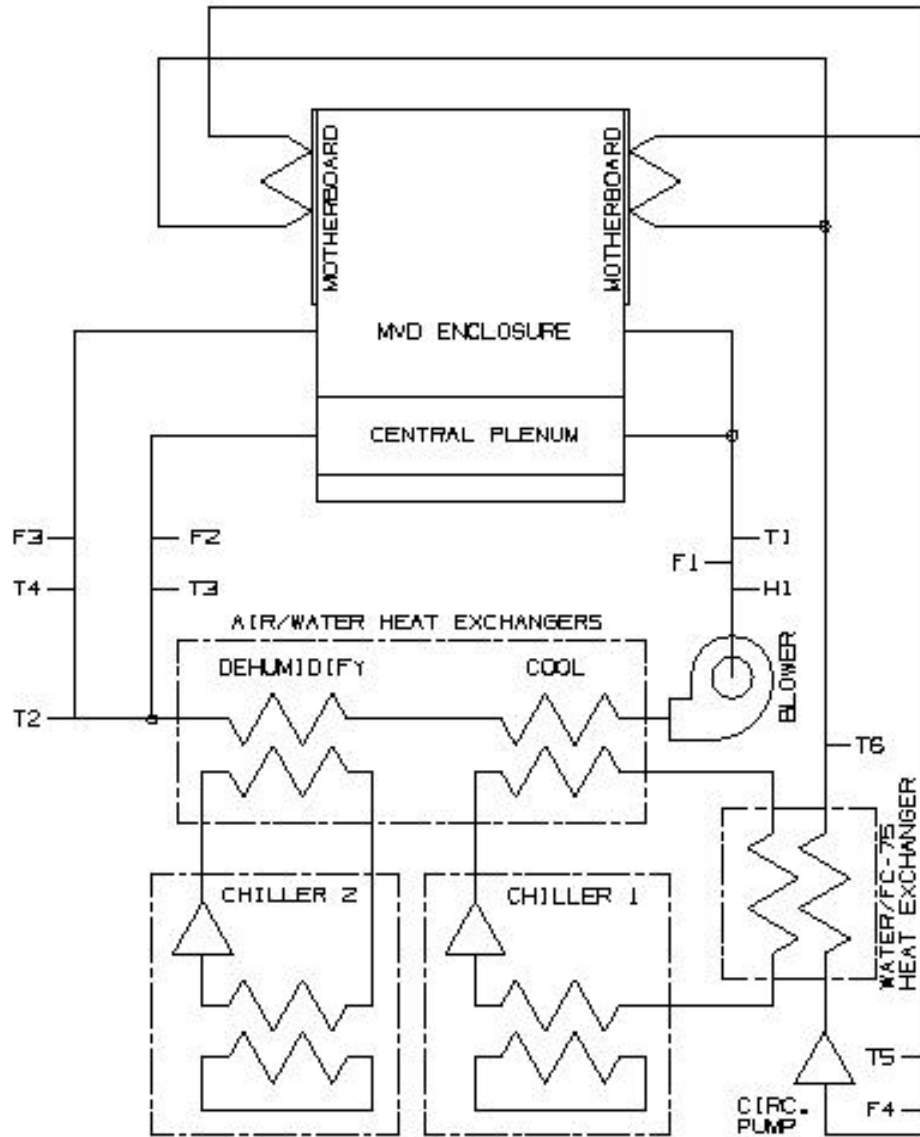 MOTHERBOARD
MOTHERBOARD
MVD ENCLOSURE
CENTRAL PLENUM
F3
F2
T1
F1
T4
T3
H1
AIR/WATER HEAT EXCHANGERS
DEHUMIDIFY
COOL
BLOWER
T2
T6
WATER/FC-75
HEAT EXCHANGER
CHILLER 2
CHILLER 1
T5
CIRC.
PUMP
F4